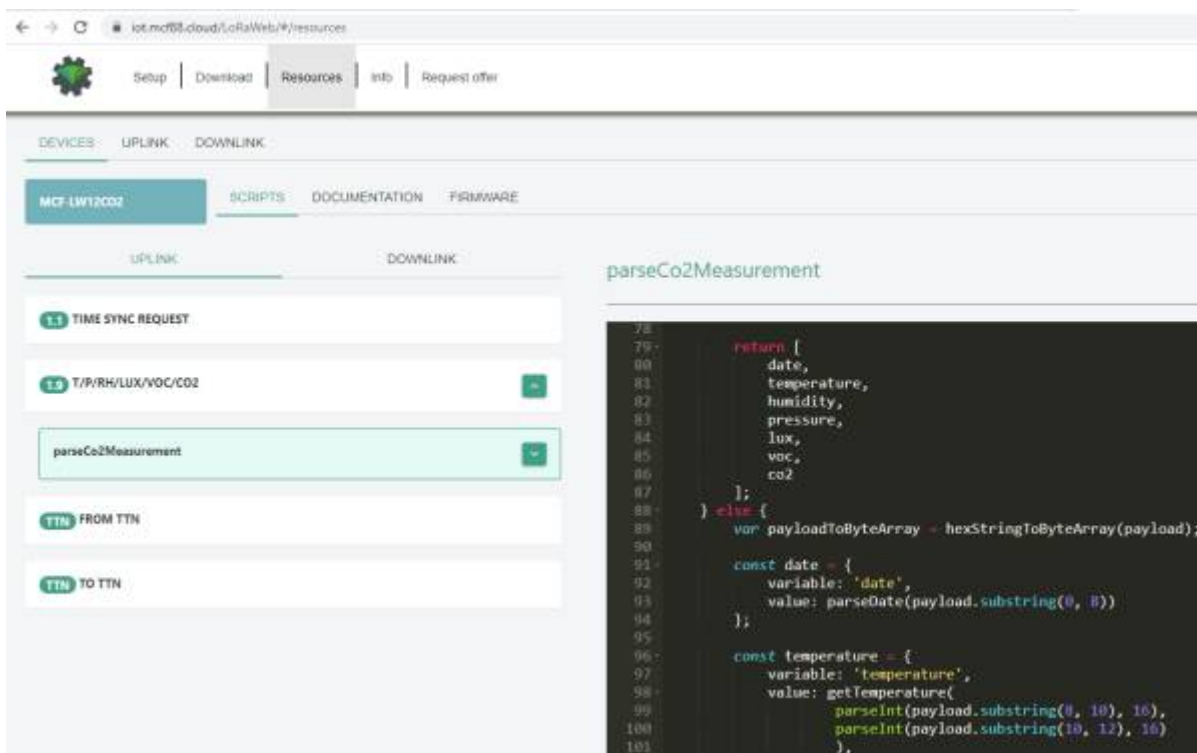 iot.mcf88.cloud/LoRaWeb/#/resources
Setup | Download | Resources | Info | Request offer
DEVICES UPLINK DOWNLINK
MCF-LW12CO2 SCRIPTS DOCUMENTATION FIRMWARE
UPLINK DOWNLINK
1.1 TIME SYNC REQUEST
1.9 T/P/RH/LUX/VOC/CO2
parseCo2Measurement
TTN FROM TTN
TTN TO TTN
parseCo2Measurement
78
79 return [
80 date,
81 temperature,
82 humidity,
83 pressure,
84 lux,
85 voc,
86 co2
87 ];
88 } else {
89 var payloadToByteArray = hexStringToByteArray(payload);
90
91 const date = {
92 variable: 'date',
93 value: parseDate(payload.substring(0, 8))
94 };
95
96 const temperature = {
97 variable: 'temperature',
98 value: getTemperature(
99 parseInt(payload.substring(8, 10), 16),
100 parseInt(payload.substring(10, 12), 16)
101 ),